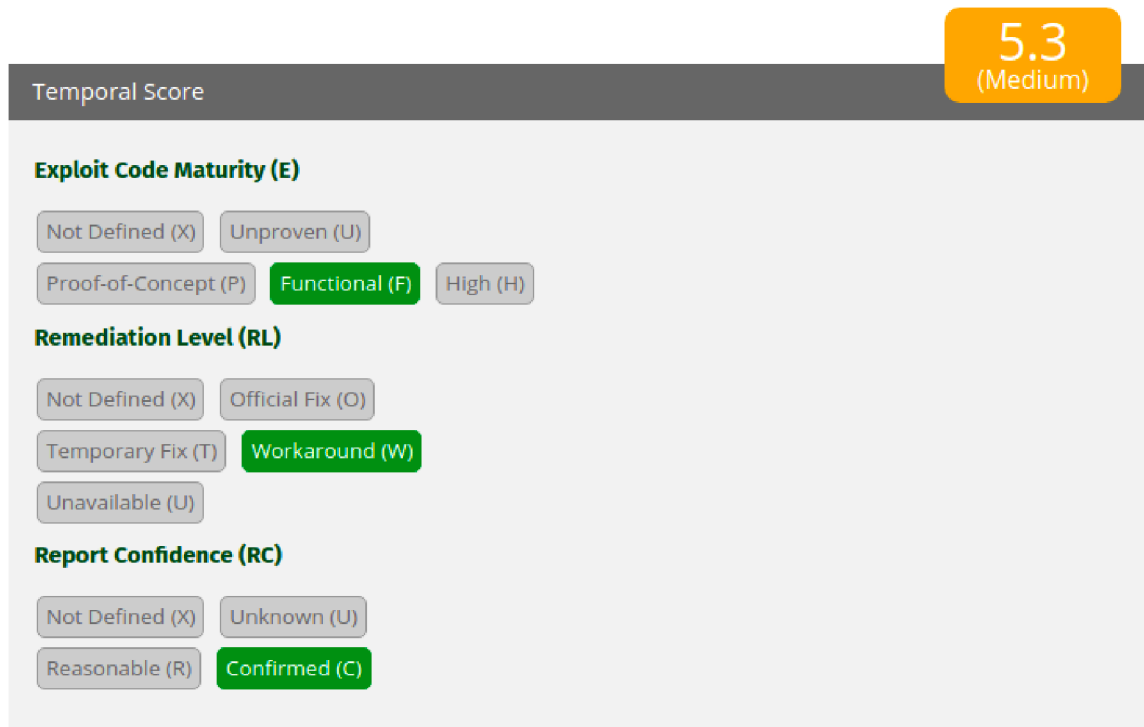 5.3
(Medium)
Temporal Score
Exploit Code Maturity (E)
Not Defined (X) Unproven (U)
Proof-of-Concept (P) Functional (F) High (H)
Remediation Level (RL)
Not Defined (X) Official Fix (O)
Temporary Fix (T) Workaround (W)
Unavailable (U)
Report Confidence (RC)
Not Defined (X) Unknown (U)
Reasonable (R) Confirmed (C)